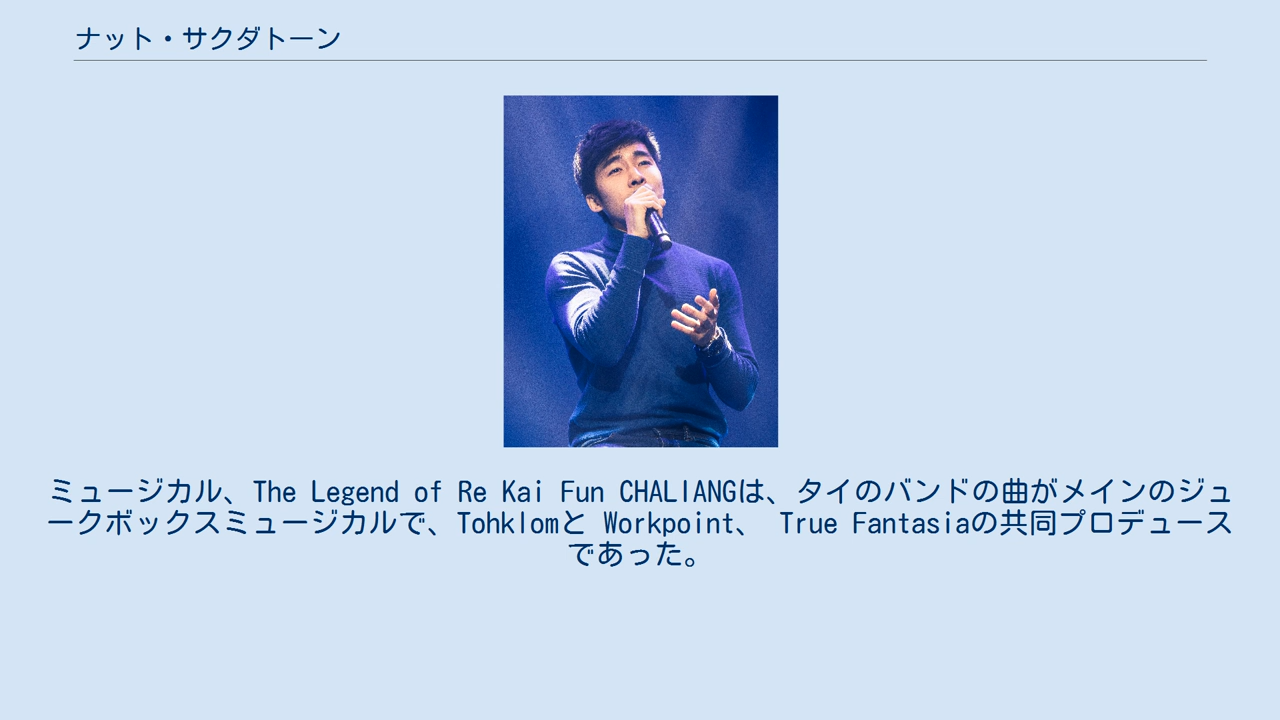 ナット・サクダトーン
ミュージカル、The Legend of Re Kai Fun CHALIANGは、タイのバンドの曲がメインのジュ
ークボックスミュージカルで、Tohklomと Workpoint、 True Fantasiaの共同プロデュース
であった。